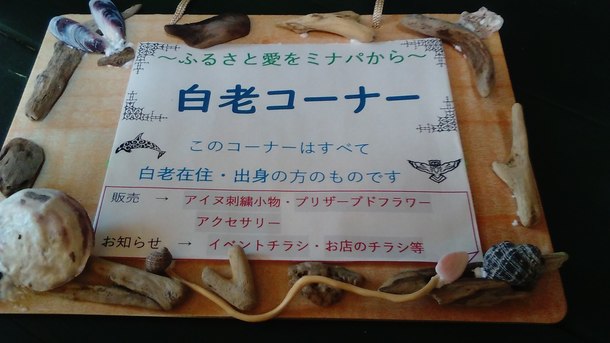 ～ふるさと愛をミナパから～
白老コーナー
このコーナーはすべて
白老在住・出身の方のものです
販売 → アイヌ刺繍小物・プリザーブドフラワー
アクセサリー
お知らせ → イベントチラシ・お店のチラシ等